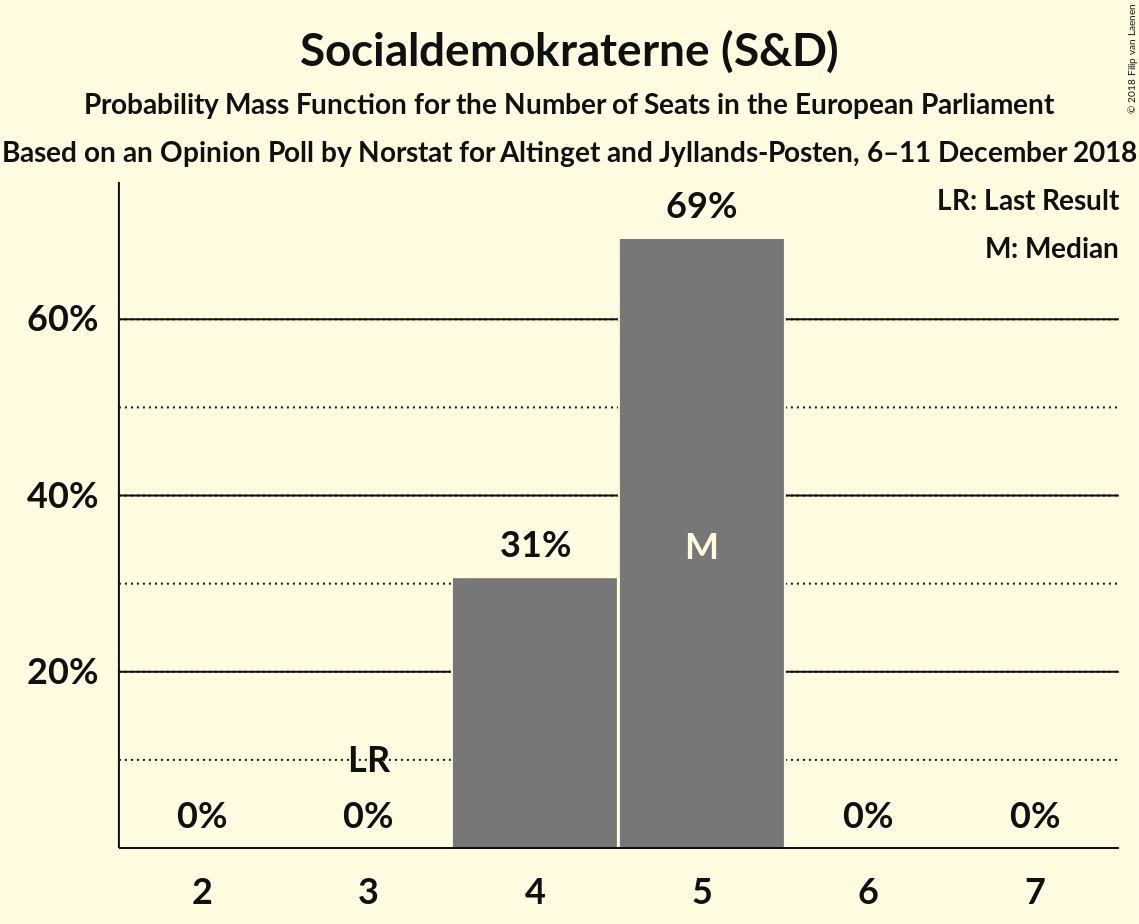 Socialdemokraterne (S&D)
Probability Mass Function for the Number of Seats in the European Parliament
Based on an Opinion Poll by Norstat for Altinget and Jyllands-Posten, 6–11 December 2018
© 2018 Filip van Laenen
LR: Last Result
M: Median
69%
60%
40%
31%
M
20%
LR
0%
0%
0%
0%
2
3
4
5
6
7